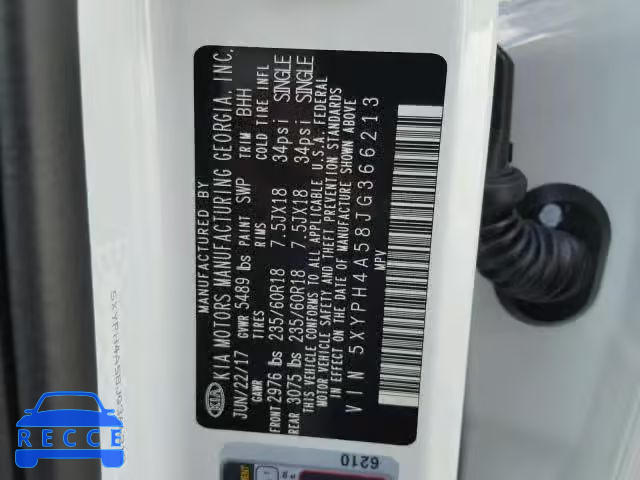 MANUFACTURED BY
KIA KIA MOTORS MANUFACTURING GEORGIA, INC.
JUN/22/17 GVWR 5489 lbs PAINT SWP TRIM BHH
GAWR TIRES RIMS COLD TIRE INFL
FRONT 2976 lbs 235/60R18 7.5JX18 34psi SINGLE
REAR 3075 lbs 235/60R18 7.5JX18 34psi SINGLE
THIS VEHICLE CONFORMS TO ALL APPLICABLE U.S.A. FEDERAL
MOTOR VEHICLE SAFETY AND THEFT PREVENTION STANDARDS
IN EFFECT ON THE DATE OF MANUFACTURE SHOWN ABOVE
VIN 5XYPH4A58JG366213
MPV
6210
RECCE